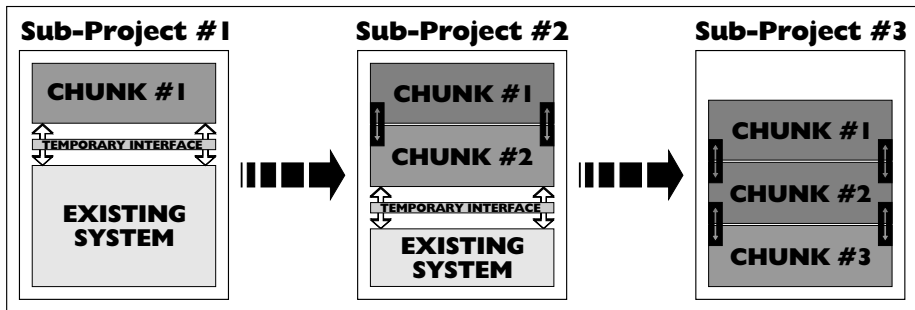 Sub-Project #1
CHUNK #1
TEMPORARY INTERFACE
EXISTING
SYSTEM
Sub-Project #2
CHUNK #1
CHUNK #2
TEMPORARY INTERFACE
EXISTING
SYSTEM
Sub-Project #3
CHUNK #1
CHUNK #2
CHUNK #3